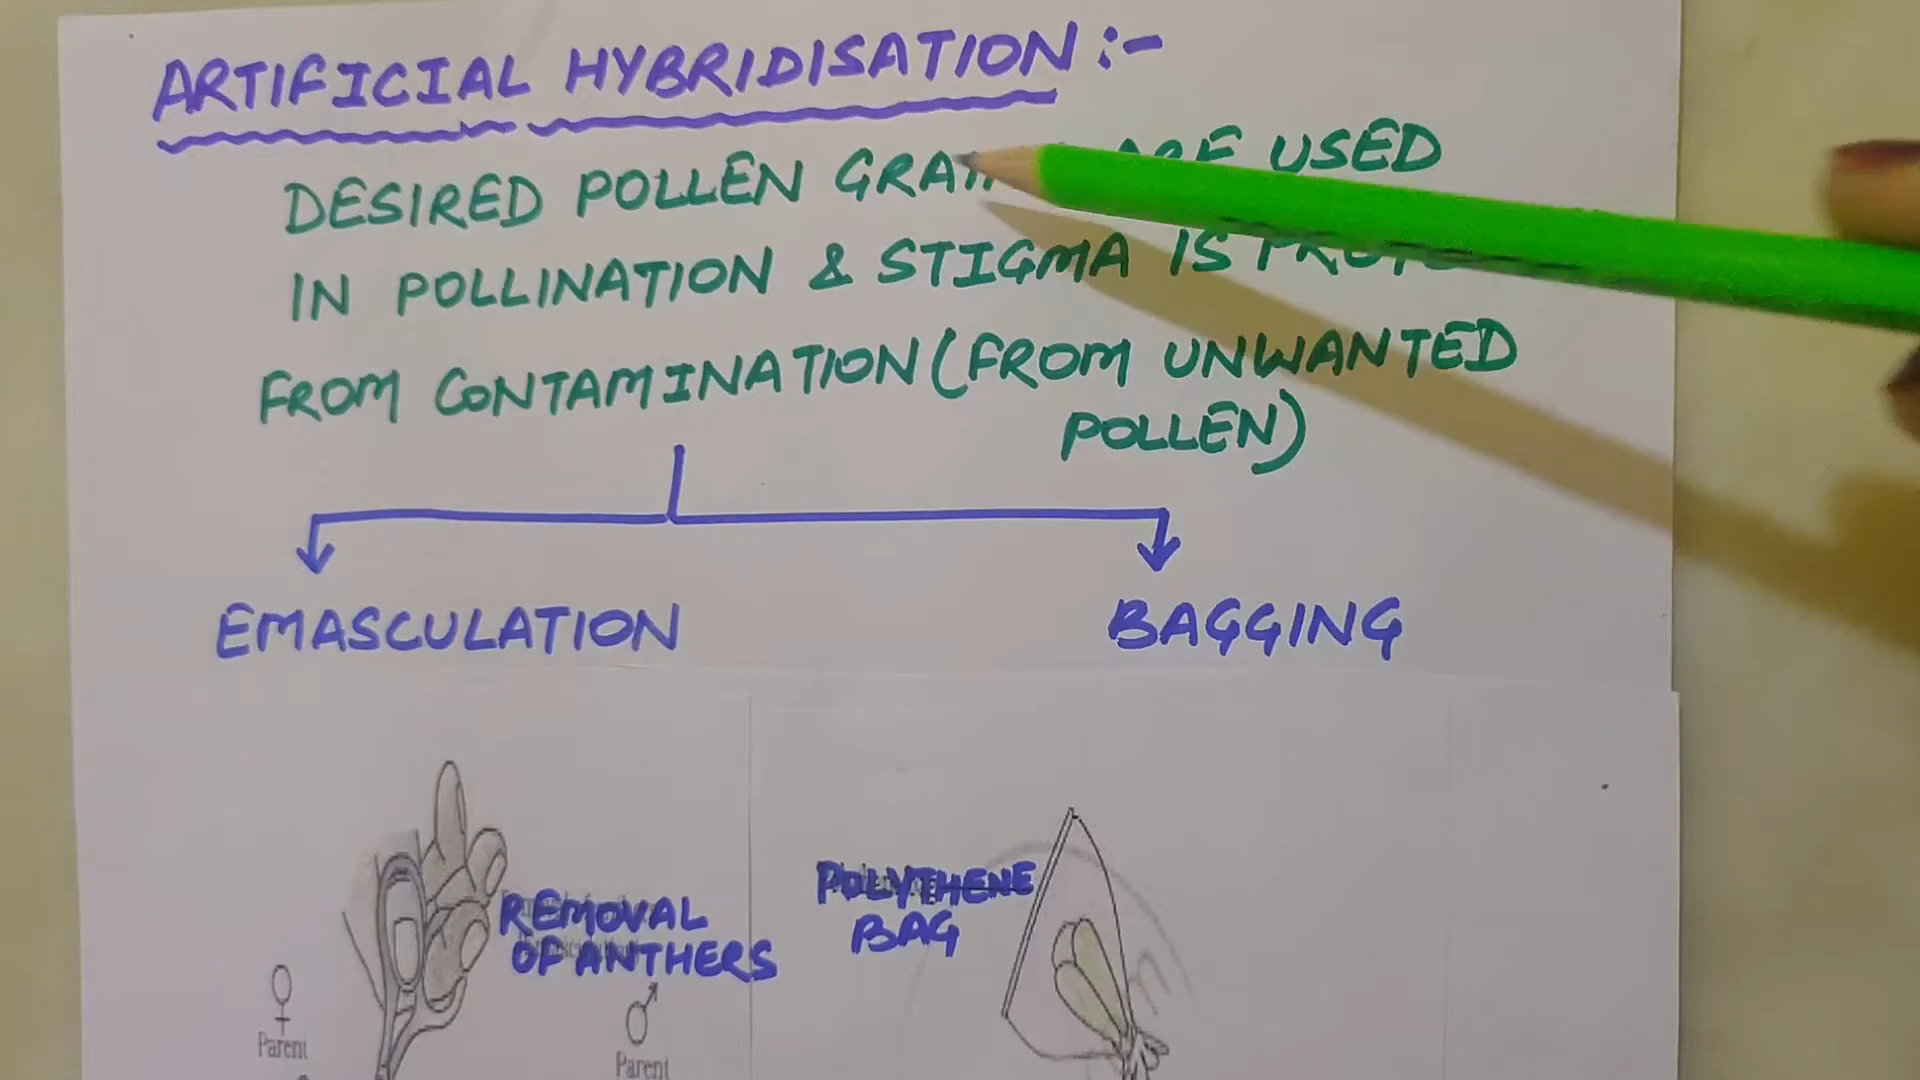 ARTIFICIAL HYBRIDISATION :-
DESIRED POLLEN ARE USED
IN POLLINATION & STIGMA IS
FROM CONTAMINATION (FROM UNWANTED
POLLEN)
EMASCULATION BAGGING
REMOVAL
OF ANTHERS
POLYTHENE
BAG
Parent
Parent